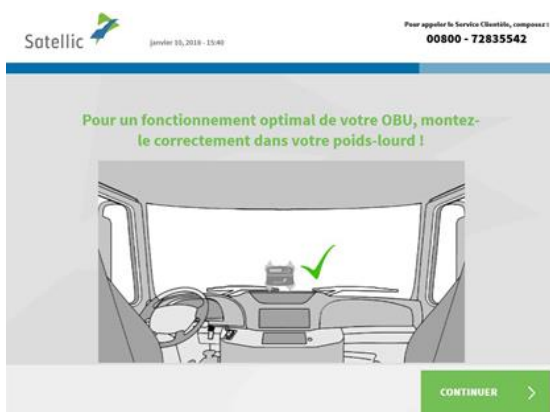 Satellic
janvier 10, 2018 - 15:40
Pour appeler le Service Clientèle, composez :
00800 - 72835542
Pour un fonctionnement optimal de votre OBU, montez-
le correctement dans votre poids-lourd !
CONTINUER